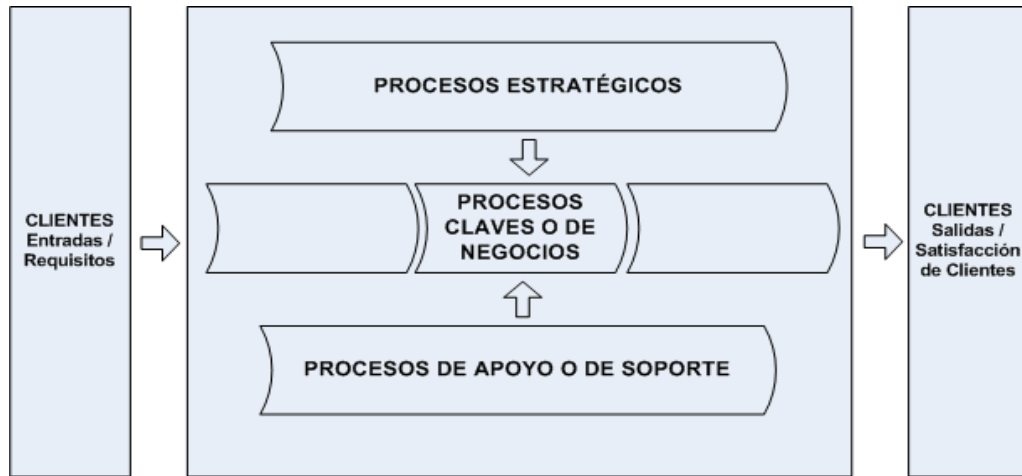 PROCESOS ESTRATÉGICOS
CLIENTES
Entradas /
Requisitos
PROCESOS
CLAVES O DE
NEGOCIOS
CLIENTES
Salidas /
Satisfacción
de Clientes
PROCESOS DE APOYO O DE SOPORTE